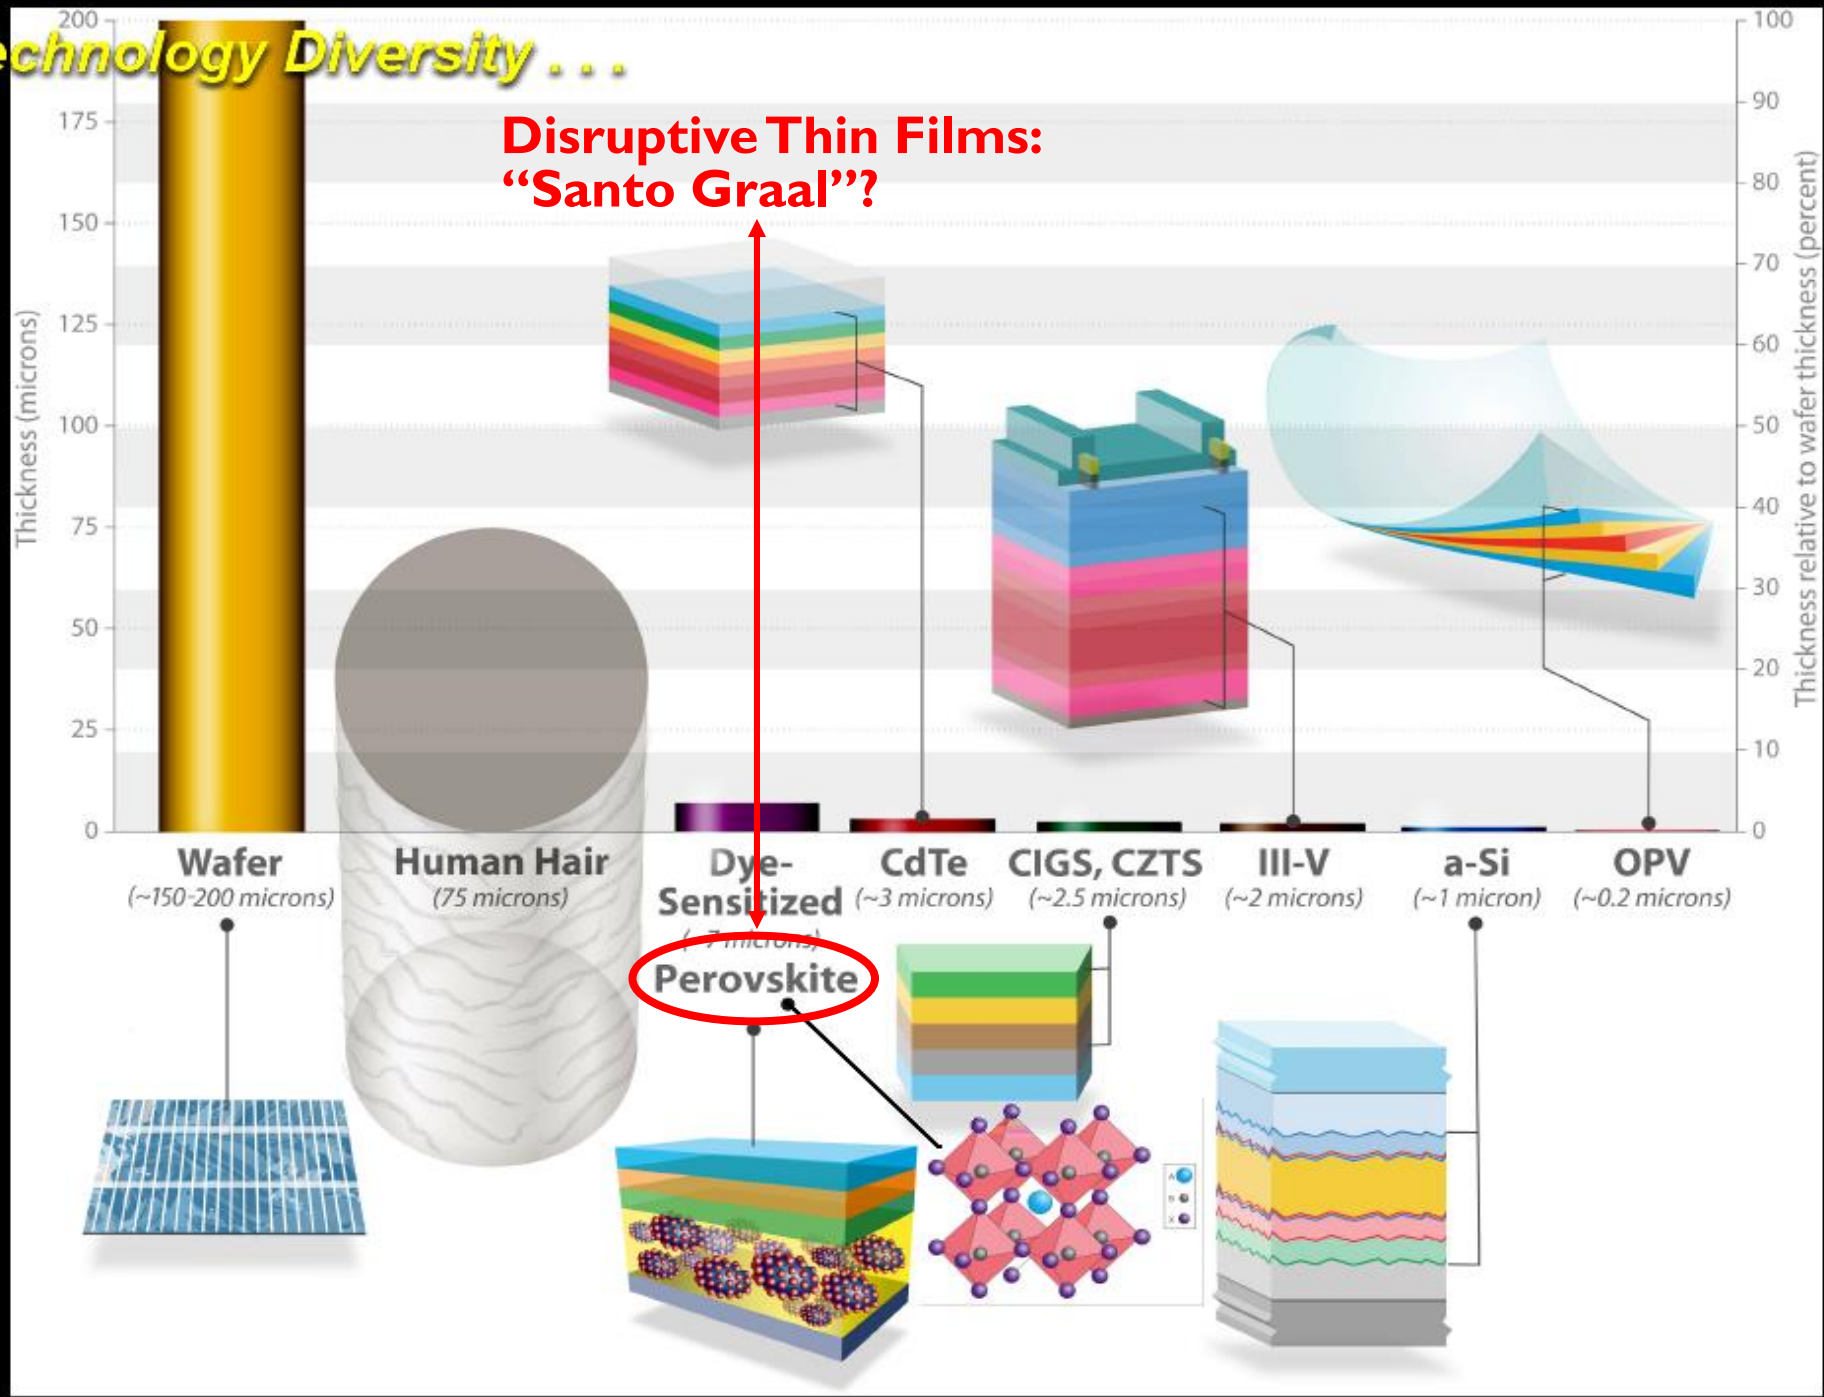 echnology Diversity . . .
Disruptive Thin Films:
“Santo Graal”?
Thickness (microns)
200
175
150
125
100
75
50
25
0
100
90
80
70
60
50
40
30
20
10
0
Thickness relative to wafer thickness (percent)
Wafer
(~150-200 microns)
Human Hair
(75 microns)
Dye-
Sensitized
(~7 microns)
Perovskite
CdTe
(~3 microns)
CIGS, CZTS
(~2.5 microns)
III-V
(~2 microns)
a-Si
(~1 micron)
OPV
(~0.2 microns)
A
B
X